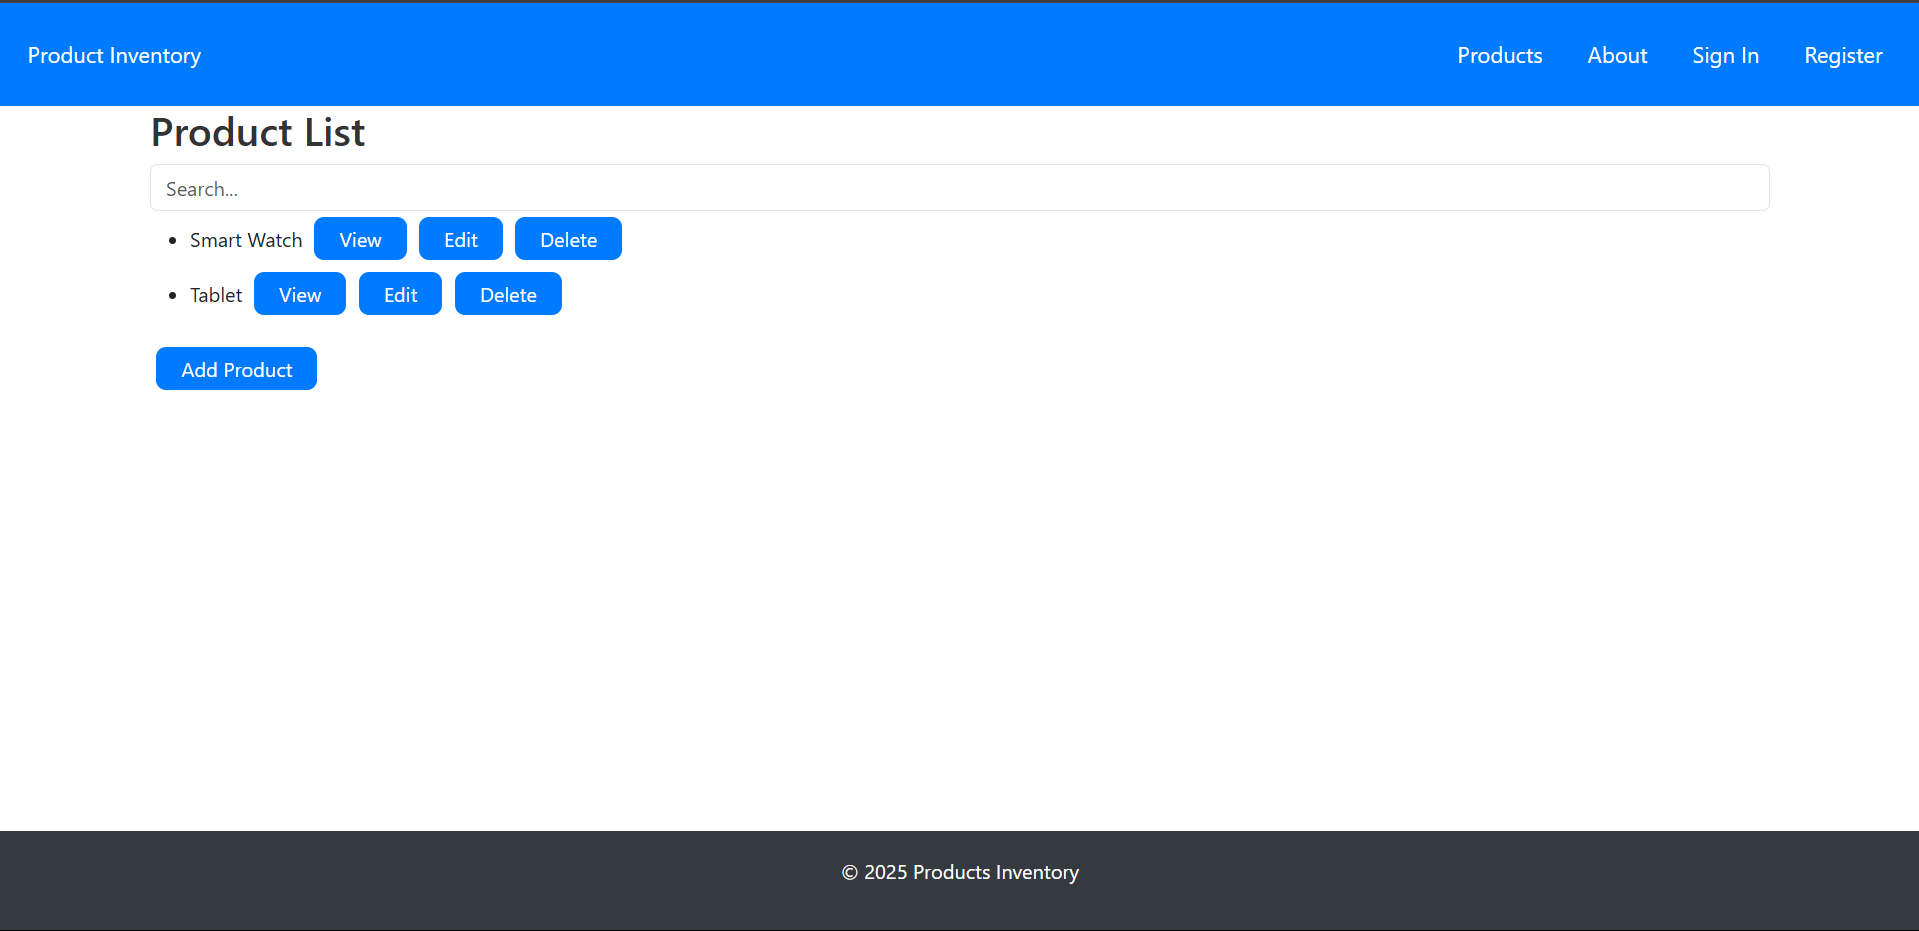 Product Inventory Products About Sign In Register
Product List
Search...
Smart Watch View Edit Delete
Tablet View Edit Delete
Add Product
© 2025 Products Inventory